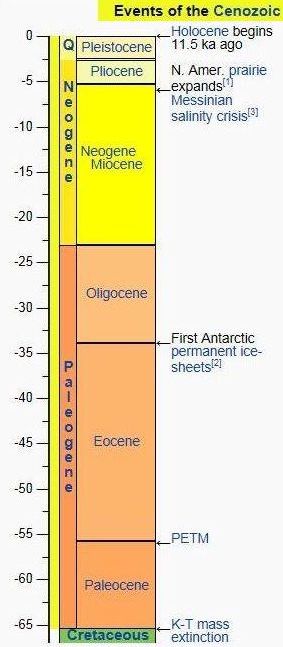 Events of the Cenozoic
0
-5
-10
-15
-20
-25
-30
-35
-40
-45
-50
-55
-60
-65
Q
Neogene
Paleogene
Pleistocene
Pliocene
Neogene
Miocene
Oligocene
Eocene
Paleocene
Cretaceous
←Holocene begins
11.5 ka ago
N. Amer. prairie
←expands[1]
Messinian
salinity crisis[3]
←First Antarctic
permanent ice-
sheets[2]
←PETM
←K-T mass
extinction